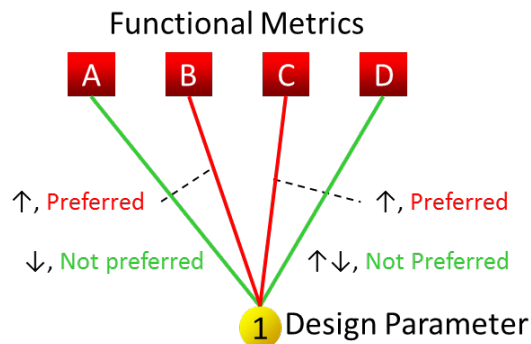 Functional Metrics
A B C D
↑, Preferred ↑, Preferred
↓, Not preferred ↑↓, Not Preferred
1 Design Parameter